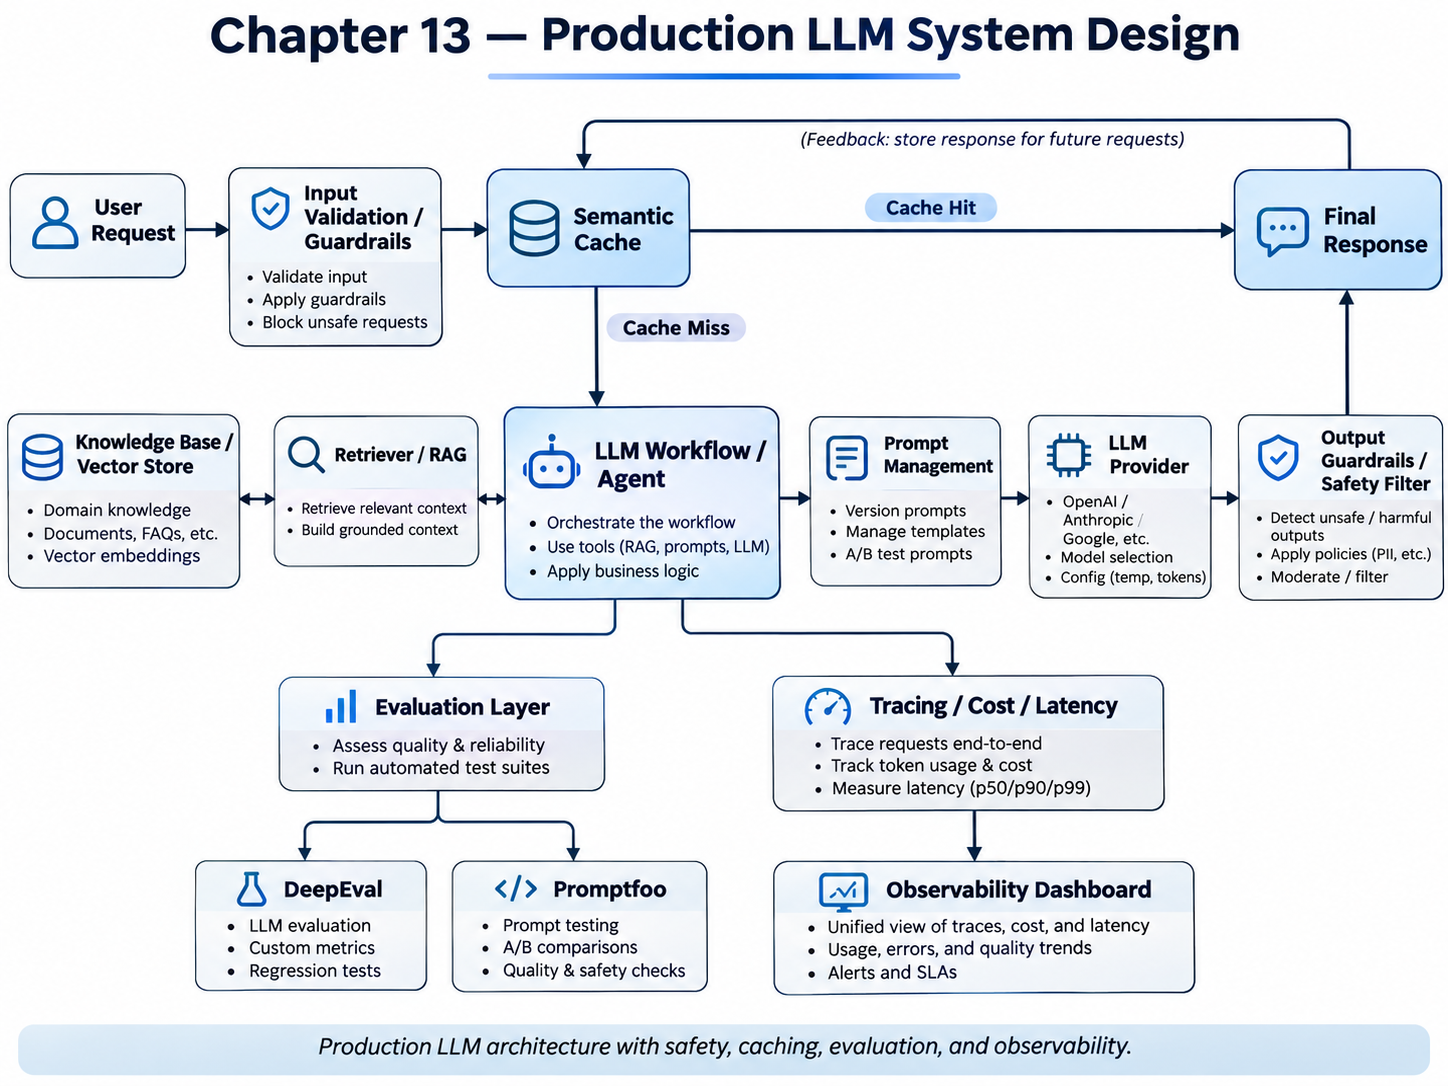 Chapter 13 — Production LLM System Design
(Feedback: store response for future requests)
User
Request
Input
Validation /
Guardrails
• Validate input
• Apply guardrails
• Block unsafe requests
Semantic
Cache
Cache Hit
Final
Response
Cache Miss
Knowledge Base /
Vector Store
• Domain knowledge
• Documents, FAQs, etc.
• Vector embeddings
Retriever / RAG
• Retrieve relevant context
• Build grounded context
LLM Workflow /
Agent
• Orchestrate the workflow
• Use tools (RAG, prompts, LLM)
• Apply business logic
Prompt
Management
• Version prompts
• Manage templates
• A/B test prompts
LLM
Provider
• OpenAI /
Anthropic /
Google, etc.
• Model selection
• Config (temp, tokens)
Output
Guardrails /
Safety Filter
• Detect unsafe / harmful
outputs
• Apply policies (PII, etc.)
• Moderate / filter
Evaluation Layer
• Assess quality & reliability
• Run automated test suites
Tracing / Cost / Latency
• Trace requests end-to-end
• Track token usage & cost
• Measure latency (p50/p90/p99)
DeepEval
• LLM evaluation
• Custom metrics
• Regression tests
Promptfoo
• Prompt testing
• A/B comparisons
• Quality & safety checks
Observability Dashboard
• Unified view of traces, cost, and latency
• Usage, errors, and quality trends
• Alerts and SLAs
Production LLM architecture with safety, caching, evaluation, and observability.